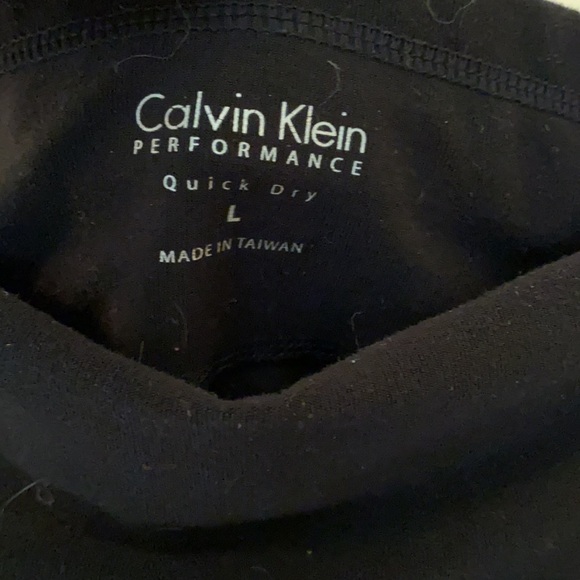 Calvin Klein
PERFORMANCE
Quick Dry
L
MADE IN TAIWAN